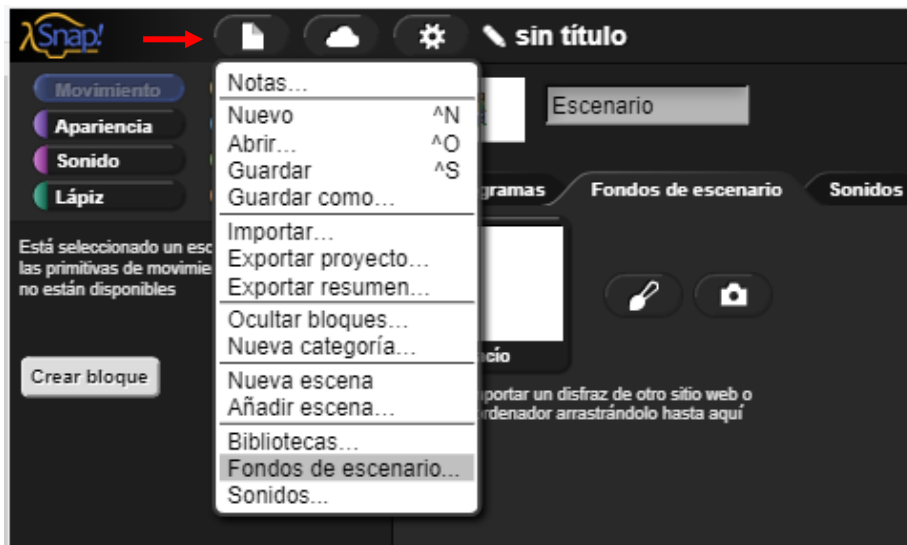 λSnap!
sin título
Movimiento
Apariencia
Sonido
Lápiz
Está seleccionado un esc
las primitivas de movimie
no están disponibles
Crear bloque
Notas...
Nuevo ^N
Abrir... ^O
Guardar ^S
Guardar como...
Importar...
Exportar proyecto...
Exportar resumen...
Ocultar bloques...
Nueva categoría...
Nueva escena
Añadir escena...
Bibliotecas...
Fondos de escenario...
Sonidos...
Escenario
gramas
Fondos de escenario
Sonidos
acío
portar un disfraz de otro sitio web o
rdenador arrastrándolo hasta aquí